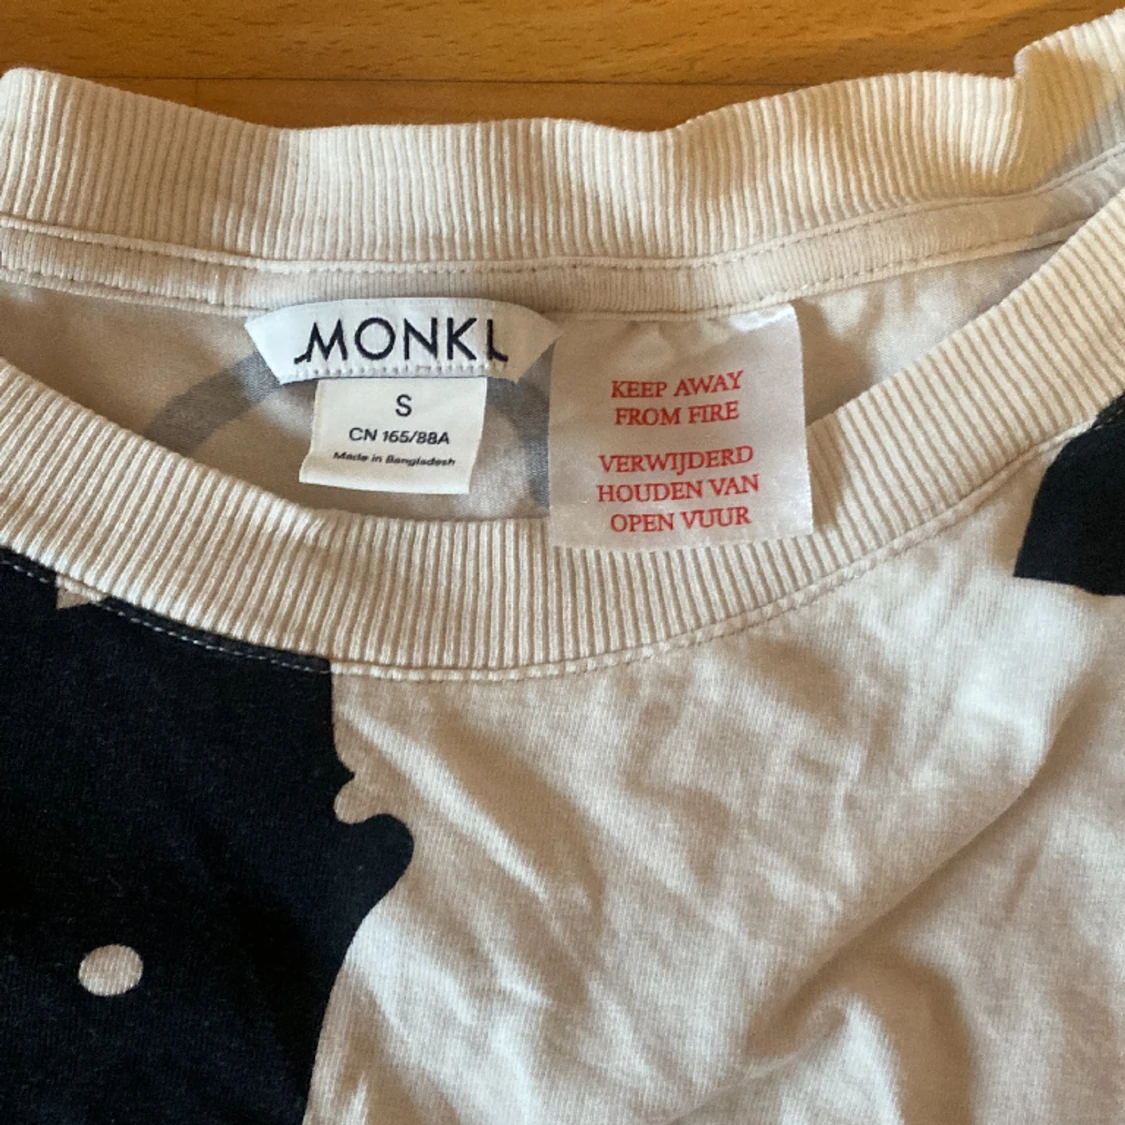 MONKI
S
CN 165/88A
Made in Bangladesh
KEEP AWAY
FROM FIRE
VERWIJDERD
HOUDEN VAN
OPEN VUUR